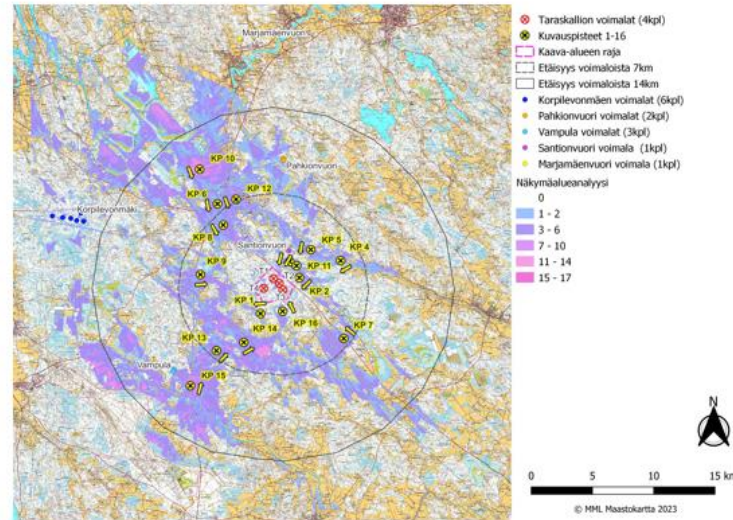 Marjamäenvuori
KP 10
Pahkionvuori
KP 6
KP 12
Korpilevonmäki
KP 8
Santionvuori
KP 5
KP 4
KP 9
T1
KP 11
T2
T4
KP 2
KP 1
KP 16
KP 7
KP 13
KP 14
Vampula
KP 15
Taraskallion voimalat (4kpl)
Kuvauspisteet 1-16
Kaava-alueen raja
Etäisyys voimaloista 7km
Etäisyys voimaloista 14km
Korpilevonmäen voimalat (6kpl)
Pahkionvuori voimalat (2kpl)
Vampula voimalat (3kpl)
Santionvuori voimala (1kpl)
Marjamäenvuori voimala (1kpl)
Näkymäalueanalyysi
0
1 - 2
3 - 6
7 - 10
11 - 14
15 - 17
N
0 5 10 15 km
© MML Maastokartta 2023